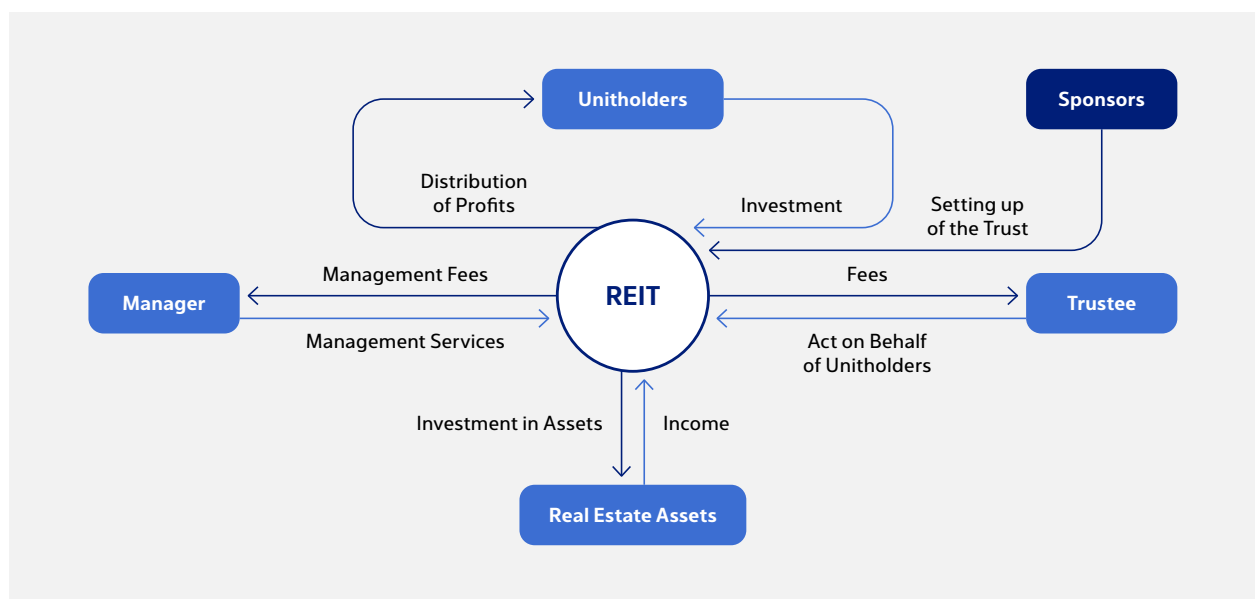 Unitholders
Sponsors
Distribution
of Profits
Investment
Setting up
of the Trust
Management Fees
Fees
Manager
REIT
Trustee
Management Services
Act on Behalf
of Unitholders
Investment in Assets
Income
Real Estate Assets